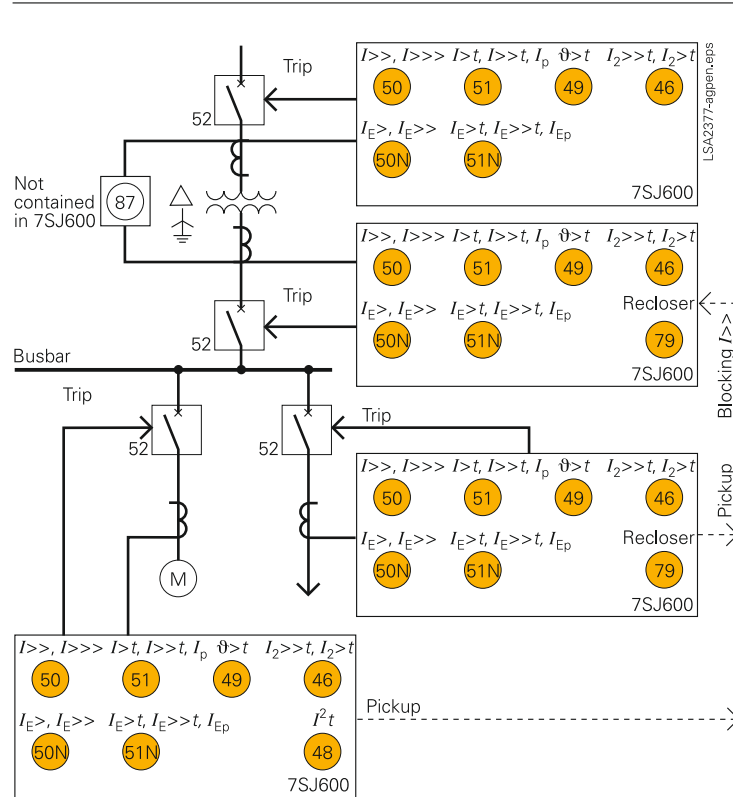 I>>, I>>> I>t, I>>t, Ip ϑ>t I2>>t, I2>t
Trip
50 51 49 46
52
IE>, IE>> IE>t, IE>>t, IEp
50N 51N
7SJ600
LSA2377-agpen.eps
Not
contained
in 7SJ600
87
I>>, I>>> I>t, I>>t, Ip ϑ>t I2>>t, I2>t
50 51 49 46
Trip
52
IE>, IE>> IE>t, IE>>t, IEp Recloser
50N 51N 79
7SJ600
Blocking I>>
Busbar
Trip
52
Trip
52
I>>, I>>> I>t, I>>t, Ip ϑ>t I2>>t, I2>t
50 51 49 46
IE>, IE>> IE>t, IE>>t, IEp Recloser
50N 51N 79
7SJ600
Pickup
M
I>>, I>>> I>t, I>>t, Ip ϑ>t I2>>t, I2>t
50 51 49 46
IE>, IE>> IE>t, IE>>t, IEp I²t
50N 51N 48
7SJ600
Pickup